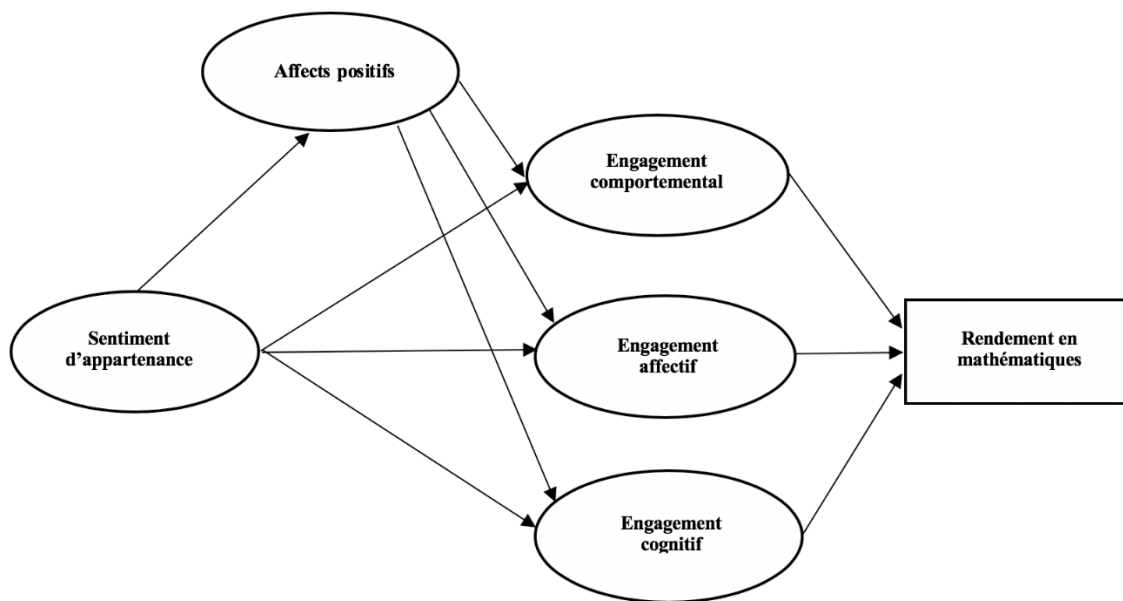 Affects positifs
Engagement
comportemental
Sentiment
d’appartenance
Engagement
affectif
Rendement en
mathématiques
Engagement
cognitif